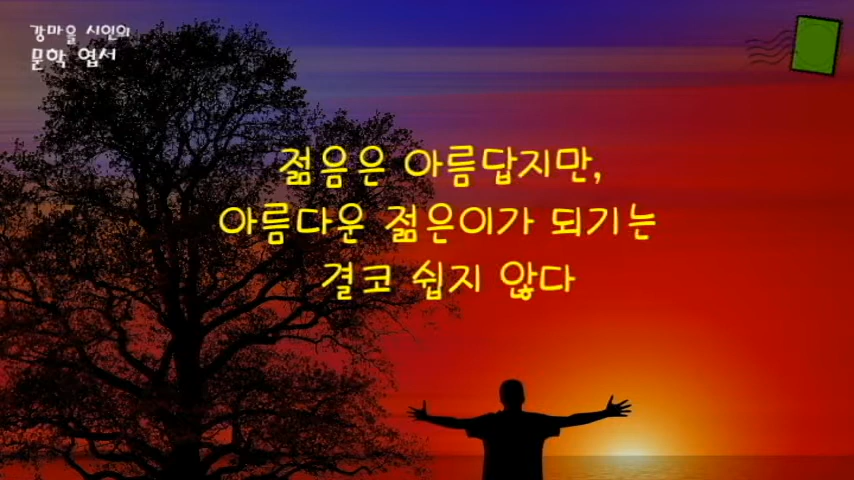 강마을 시인의
문학 엽서
젊음은 아름답지만,
아름다운 젊은이가 되기는
결코 쉽지 않다